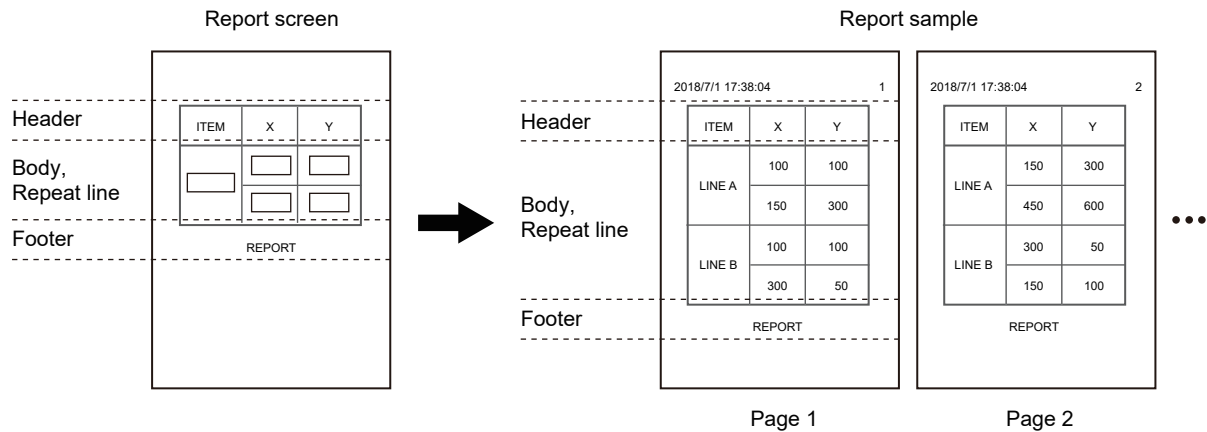 Report screen
Header
Body,
Repeat line
Footer
ITEM X Y
REPORT
Report sample
Header
Body,
Repeat line
Footer
2018/7/1 17:38:04 1
ITEM X Y
LINE A
100 100
150 300
LINE B
100 100
300 50
REPORT
Page 1
2018/7/1 17:38:04 2
ITEM X Y
LINE A
150 300
450 600
LINE B
300 50
150 100
REPORT
Page 2